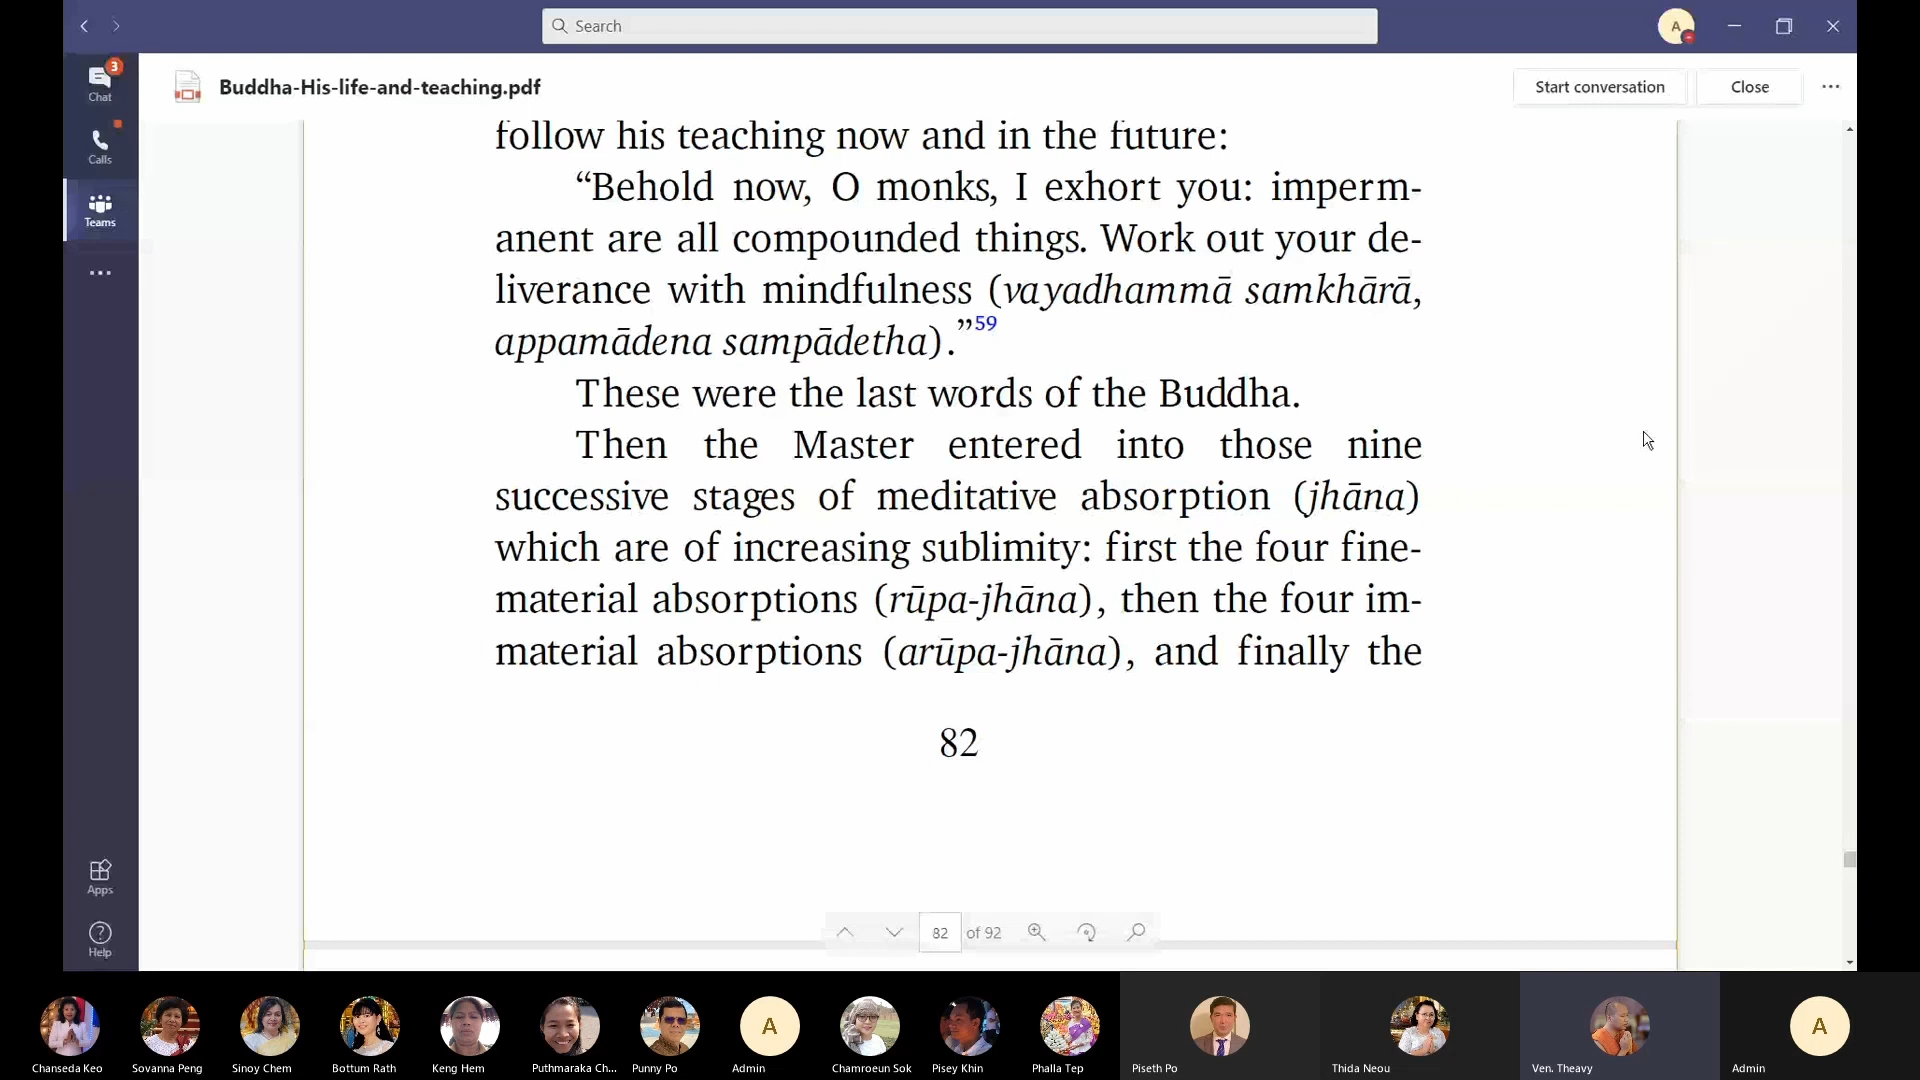 Search
A
3
Chat
Calls
Teams
Apps
Help
Buddha-His-life-and-teaching.pdf
Start conversation
Close
follow his teaching now and in the future:
“Behold now, O monks, I exhort you: imperm-
anent are all compounded things. Work out your de-
liverance with mindfulness (vayadhammā samkhārā,
appamādena sampādetha).”59
These were the last words of the Buddha.
Then the Master entered into those nine
successive stages of meditative absorption (jhāna)
which are of increasing sublimity: first the four fine-
material absorptions (rūpa-jhāna), then the four im-
material absorptions (arūpa-jhāna), and finally the
82
82 of 92
A
A
Chanseda Keo
Sovanna Peng
Sinoy Chem
Bottum Rath
Keng Hem
Puthmaraka Ch...
Punny Po
Admin
Chamroeun Sok
Pisey Khin
Phalla Tep
Piseth Po
Thida Neou
Ven. Theavy
Admin